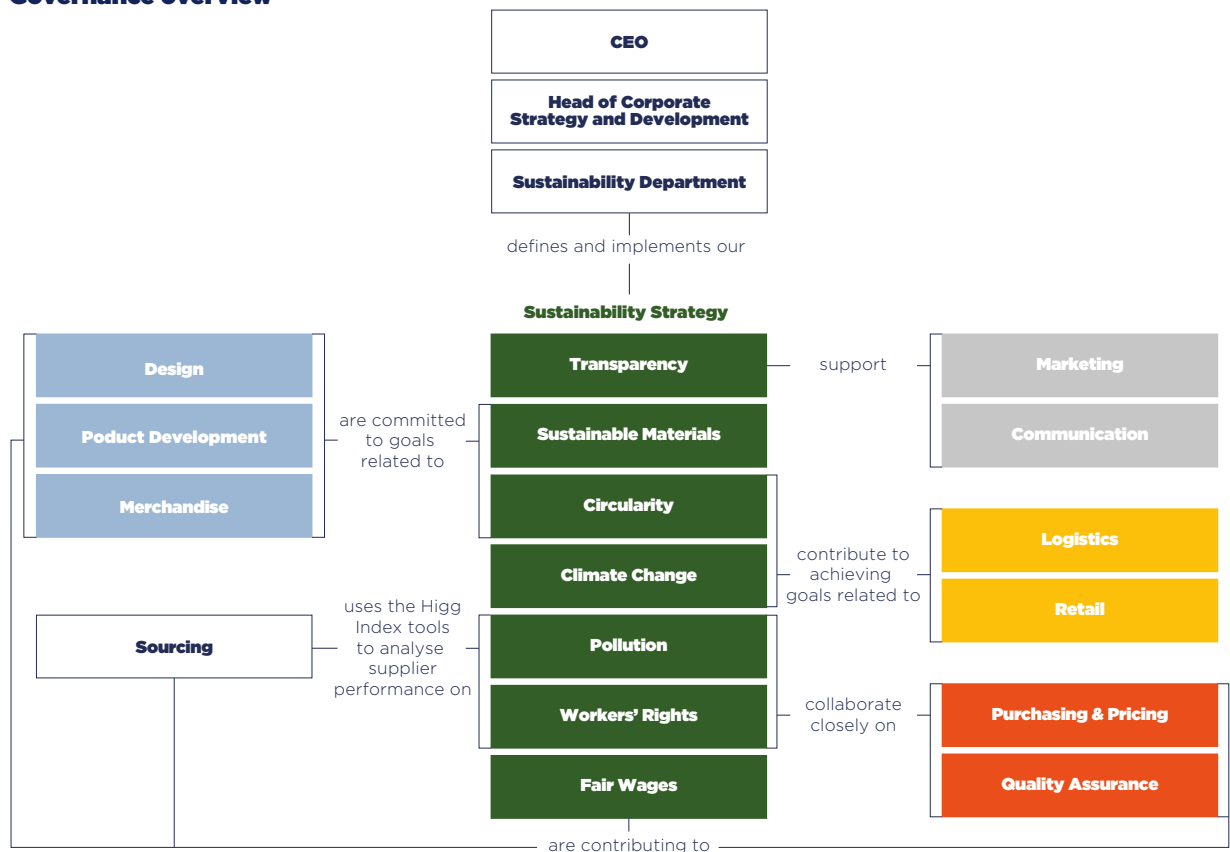 Governance overview
CEO
Head of Corporate
Strategy and Development
Sustainability Department
defines and implements our
Sustainability Strategy
Design
Poduct Development
Merchandise
are committed
to goals
related to
Sourcing
uses the Higg
Index tools
to analyse
supplier
performance on
Transparency
Sustainable Materials
Circularity
Climate Change
Pollution
Workers' Rights
Fair Wages
support
Marketing
Communication
contribute to
achieving
goals related to
Logistics
Retail
collaborate
closely on
Purchasing & Pricing
Quality Assurance
are contributing to